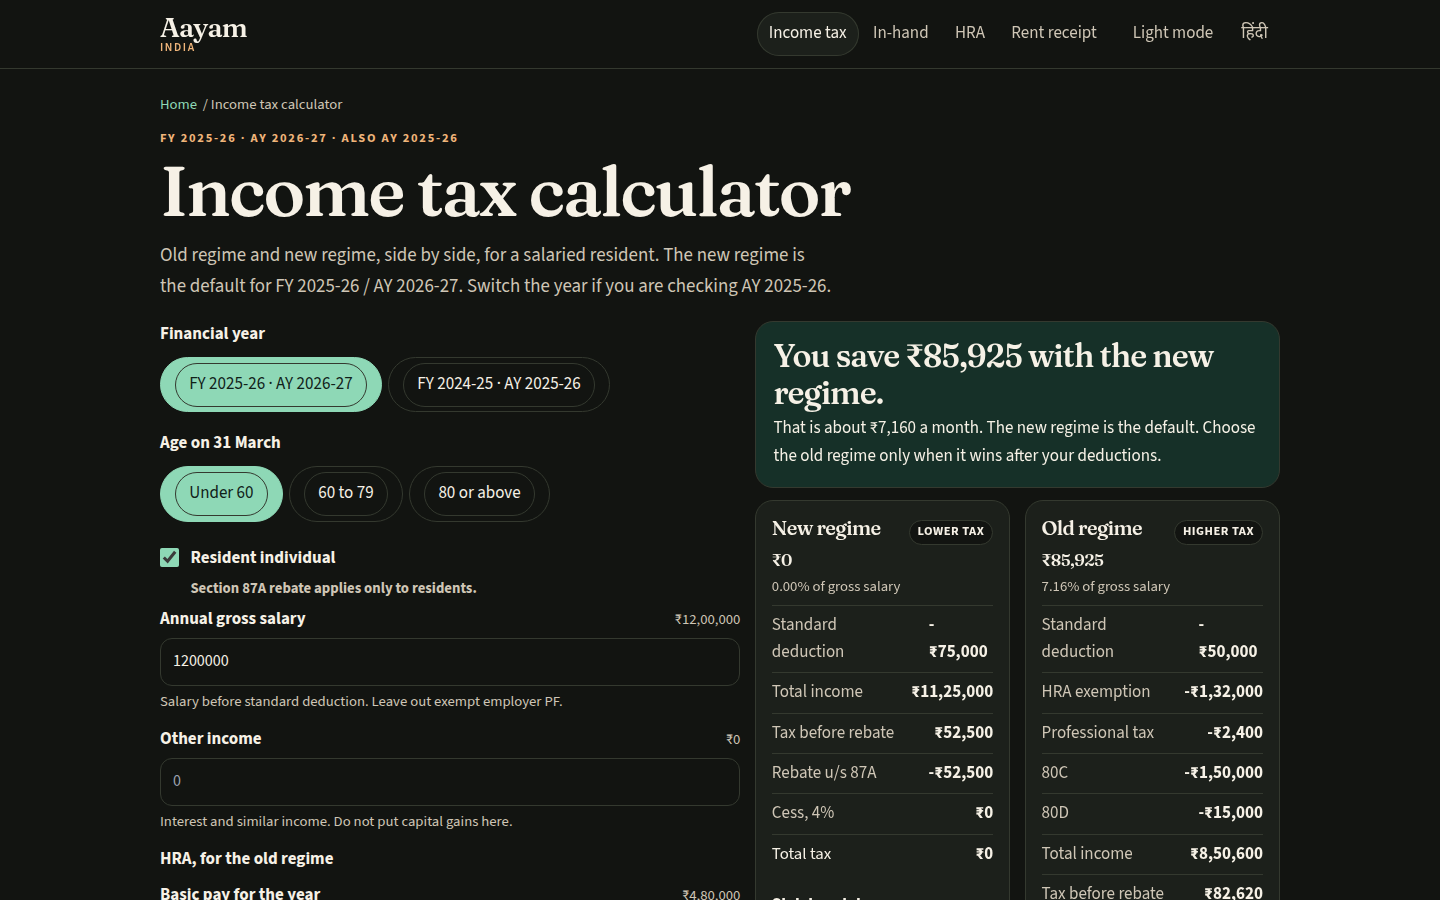 Aayam
INDIA
Income tax
In-hand
HRA
Rent receipt
Light mode
हिंदी
Home / Income tax calculator
FY 2025-26 · AY 2026-27 · ALSO AY 2025-26
Income tax calculator
Old regime and new regime, side by side, for a salaried resident. The new regime is
the default for FY 2025-26 / AY 2026-27. Switch the year if you are checking AY 2025-26.
Financial year
FY 2025-26 · AY 2026-27
FY 2024-25 · AY 2025-26
Age on 31 March
Under 60
60 to 79
80 or above
Resident individual
Section 87A rebate applies only to residents.
Annual gross salary ₹12,00,000
1200000
Salary before standard deduction. Leave out exempt employer PF.
Other income ₹0
0
Interest and similar income. Do not put capital gains here.
HRA, for the old regime
Basic pay for the year ₹4,80,000
You save ₹85,925 with the new
regime.
That is about ₹7,160 a month. The new regime is the default. Choose
the old regime only when it wins after your deductions.
New regime LOWER TAX
₹0
0.00% of gross salary
Standard -
deduction ₹75,000
Total income ₹11,25,000
Tax before rebate ₹52,500
Rebate u/s 87A -₹52,500
Cess, 4% ₹0
Total tax ₹0
Old regime HIGHER TAX
₹85,925
7.16% of gross salary
Standard -
deduction ₹50,000
HRA exemption -₹1,32,000
Professional tax -₹2,400
80C -₹1,50,000
80D -₹15,000
Total income ₹8,50,600
Tax before rebate ₹82,620